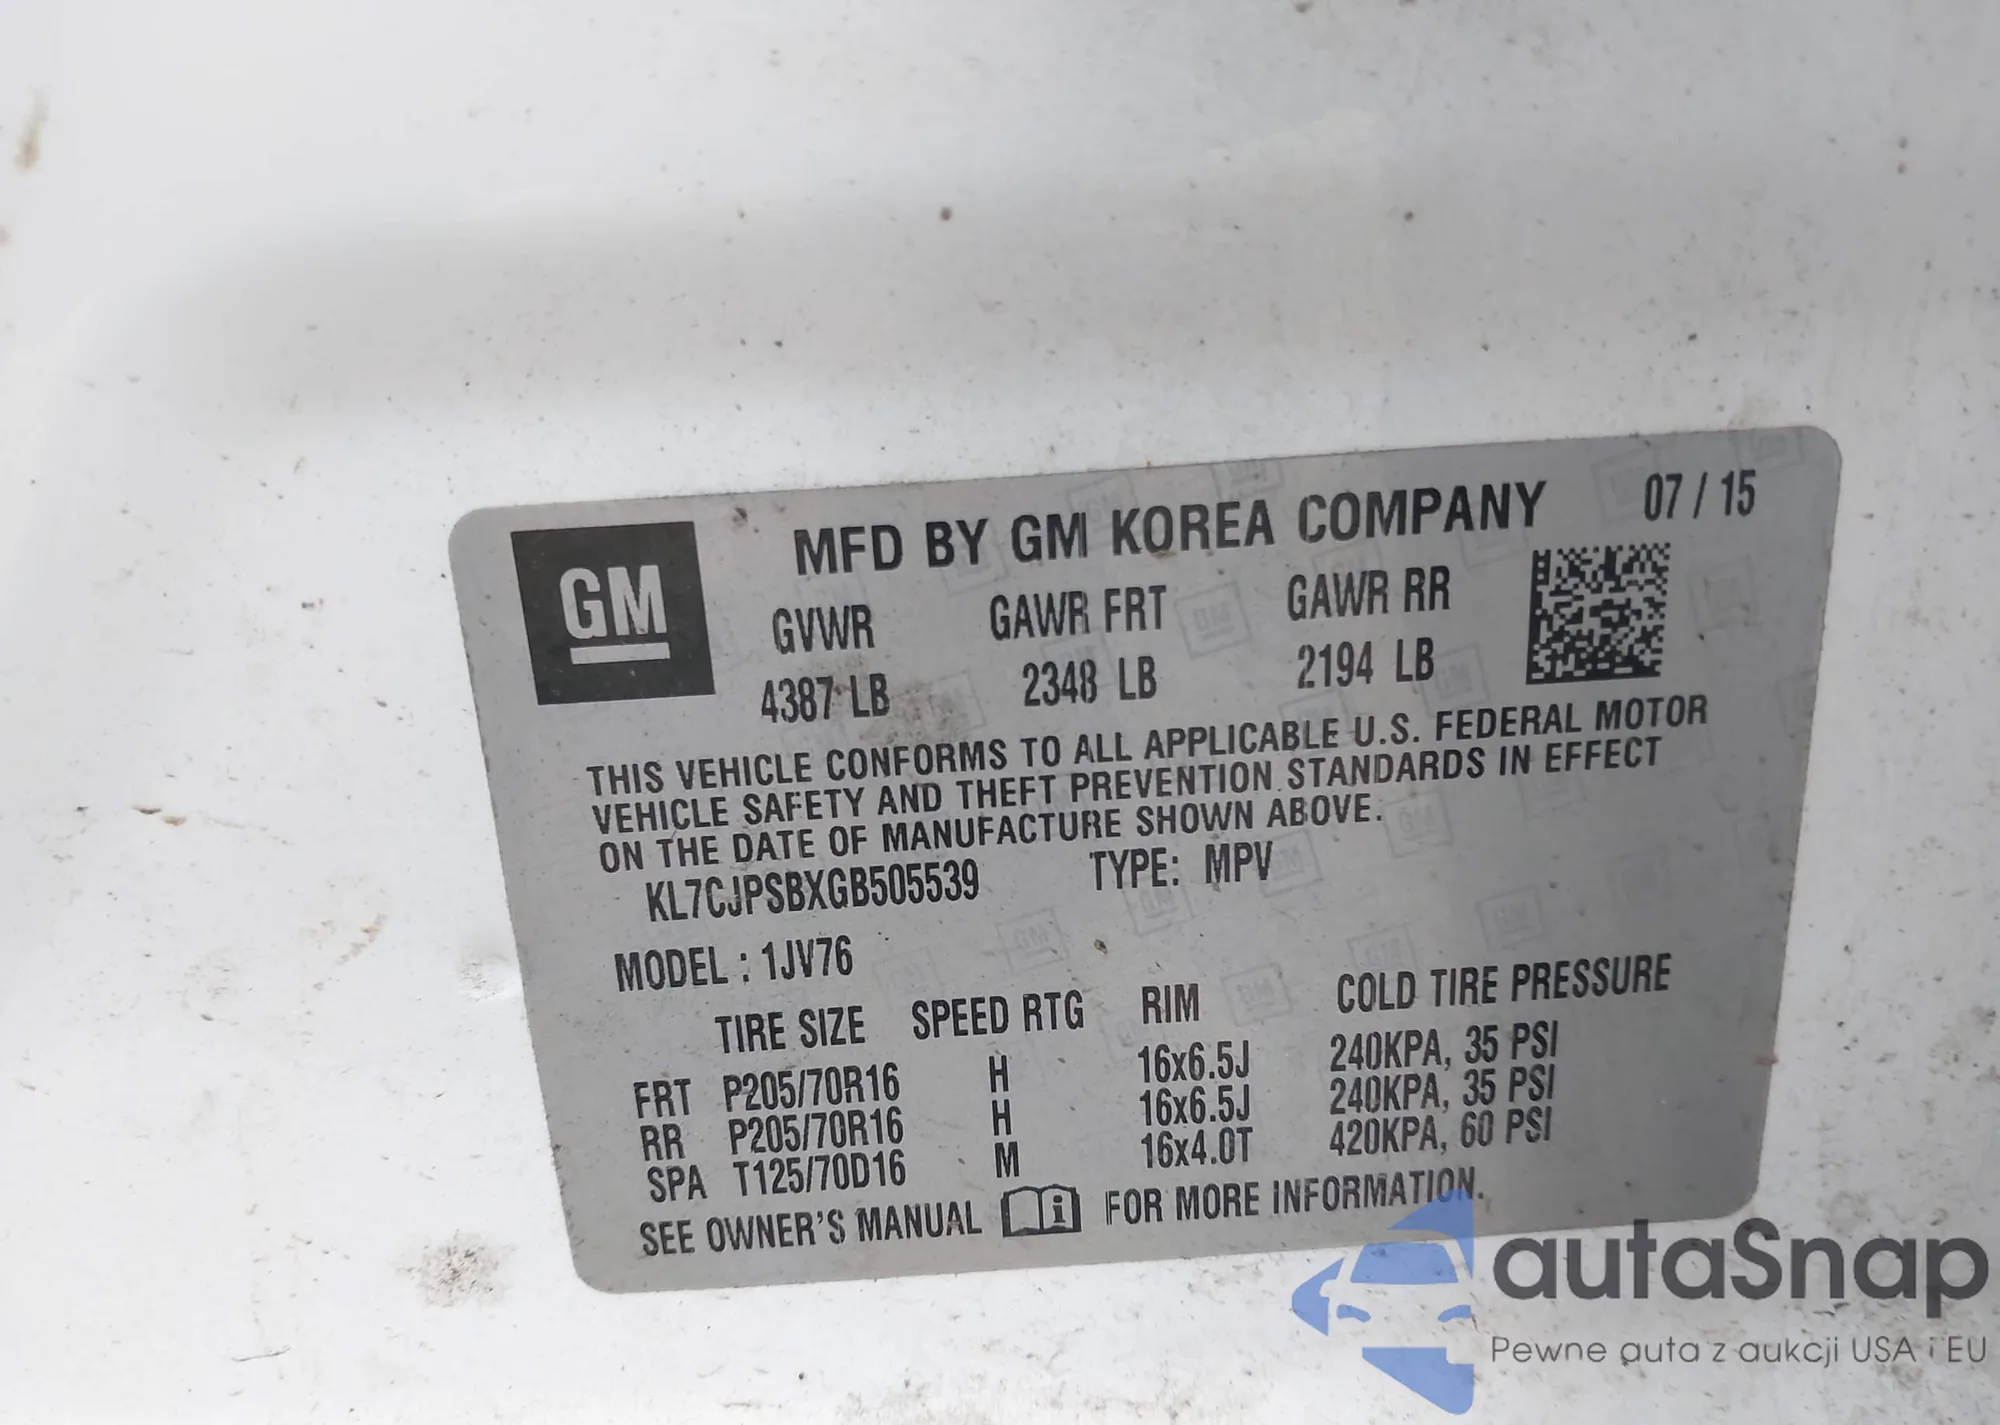 MFD BY GM KOREA COMPANY 07 / 15
GM
GVWR GAWR FRT GAWR RR
4387 LB 2348 LB 2194 LB
THIS VEHICLE CONFORMS TO ALL APPLICABLE U.S. FEDERAL MOTOR
VEHICLE SAFETY AND THEFT PREVENTION STANDARDS IN EFFECT
ON THE DATE OF MANUFACTURE SHOWN ABOVE.
KL7CJPSBXGB505539 TYPE: MPV
MODEL : 1JV76
TIRE SIZE SPEED RTG RIM COLD TIRE PRESSURE
FRT P205/70R16 H 16x6.5J 240KPA, 35 PSI
RR P205/70R16 H 16x6.5J 240KPA, 35 PSI
SPA T125/70D16 M 16x4.0T 420KPA, 60 PSI
SEE OWNER'S MANUAL i FOR MORE INFORMATION.
autaSnap
Pewne auta z aukcji USA i EU